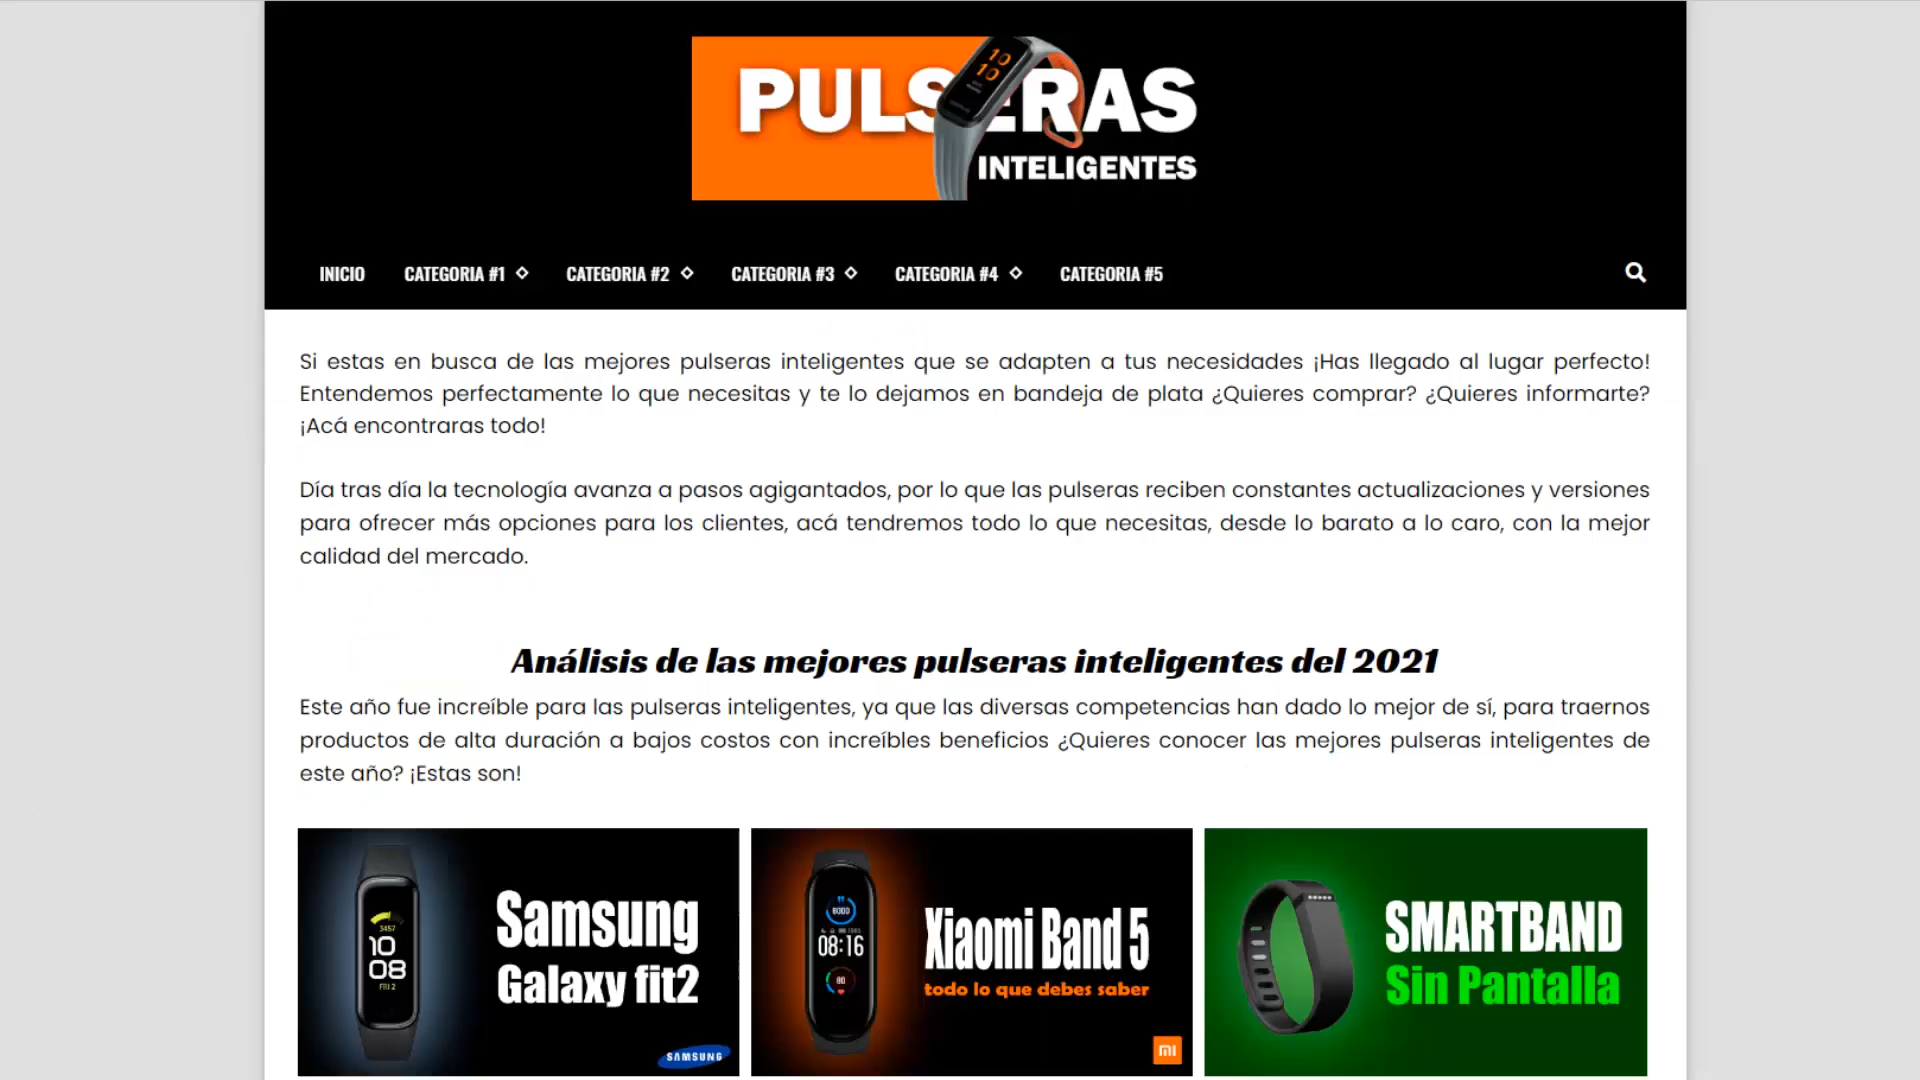 PULSERAS
INTELIGENTES
INICIO
CATEGORIA #1
CATEGORIA #2
CATEGORIA #3
CATEGORIA #4
CATEGORIA #5
Si estas en busca de las mejores pulseras inteligentes que se adapten a tus necesidades ¡Has llegado al lugar perfecto!
Entendemos perfectamente lo que necesitas y te lo dejamos en bandeja de plata ¿Quieres comprar? ¿Quieres informarte?
¡Acá encontraras todo!
Día tras día la tecnología avanza a pasos agigantados, por lo que las pulseras reciben constantes actualizaciones y versiones
para ofrecer más opciones para los clientes, acá tendremos todo lo que necesitas, desde lo barato a lo caro, con la mejor
calidad del mercado.
Análisis de las mejores pulseras inteligentes del 2021
Este año fue increíble para las pulseras inteligentes, ya que las diversas competencias han dado lo mejor de sí, para traernos
productos de alta duración a bajos costos con increíbles beneficios ¿Quieres conocer las mejores pulseras inteligentes de
este año? ¡Estas son!
3457
10
08
FRI 2
Samsung
Galaxy fit2
SAMSUNG
8000
08:16
80
Xiaomi Band 5
todo lo que debes saber
MI
SMARTBAND
Sin Pantalla